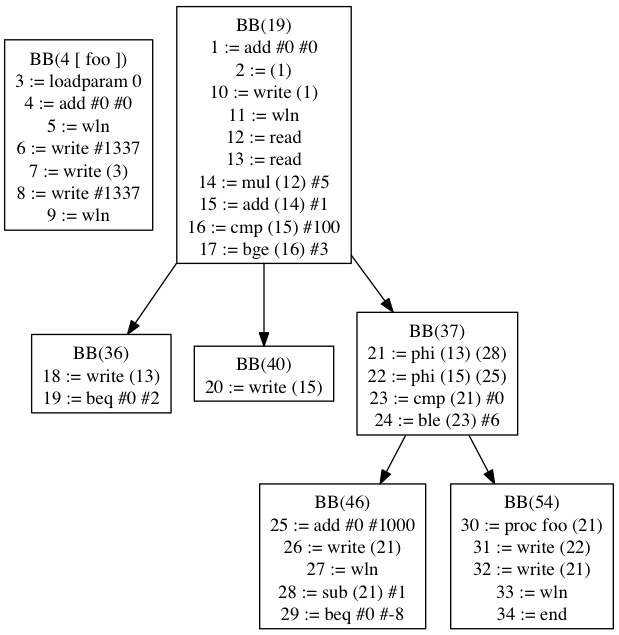 BB(4 [ foo ])
3 := loadparam 0
4 := add #0 #0
5 := wln
6 := write #1337
7 := write (3)
8 := write #1337
9 := wln
BB(19)
1 := add #0 #0
2 := (1)
10 := write (1)
11 := wln
12 := read
13 := read
14 := mul (12) #5
15 := add (14) #1
16 := cmp (15) #100
17 := bge (16) #3
BB(36)
18 := write (13)
19 := beq #0 #2
BB(40)
20 := write (15)
BB(37)
21 := phi (13) (28)
22 := phi (15) (25)
23 := cmp (21) #0
24 := ble (23) #6
BB(46)
25 := add #0 #1000
26 := write (21)
27 := wln
28 := sub (21) #1
29 := beq #0 #-8
BB(54)
30 := proc foo (21)
31 := write (22)
32 := write (21)
33 := wln
34 := end